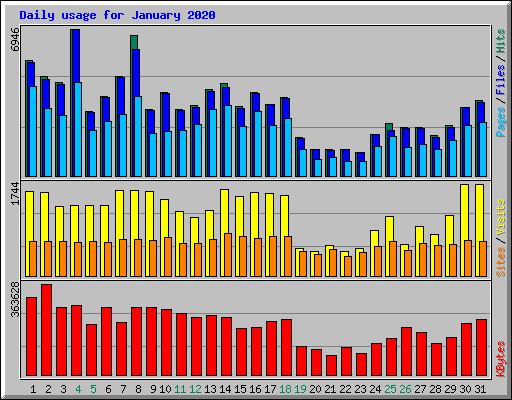 Daily usage for January 2020
6946
Pages / Files / Hits
1744
Sites / Visits
363628
KBytes
1 2 3 4 5 6 7 8 9 10 11 12 13 14 15 16 17 18 19 20 21 22 23 24 25 26 27 28 29 30 31